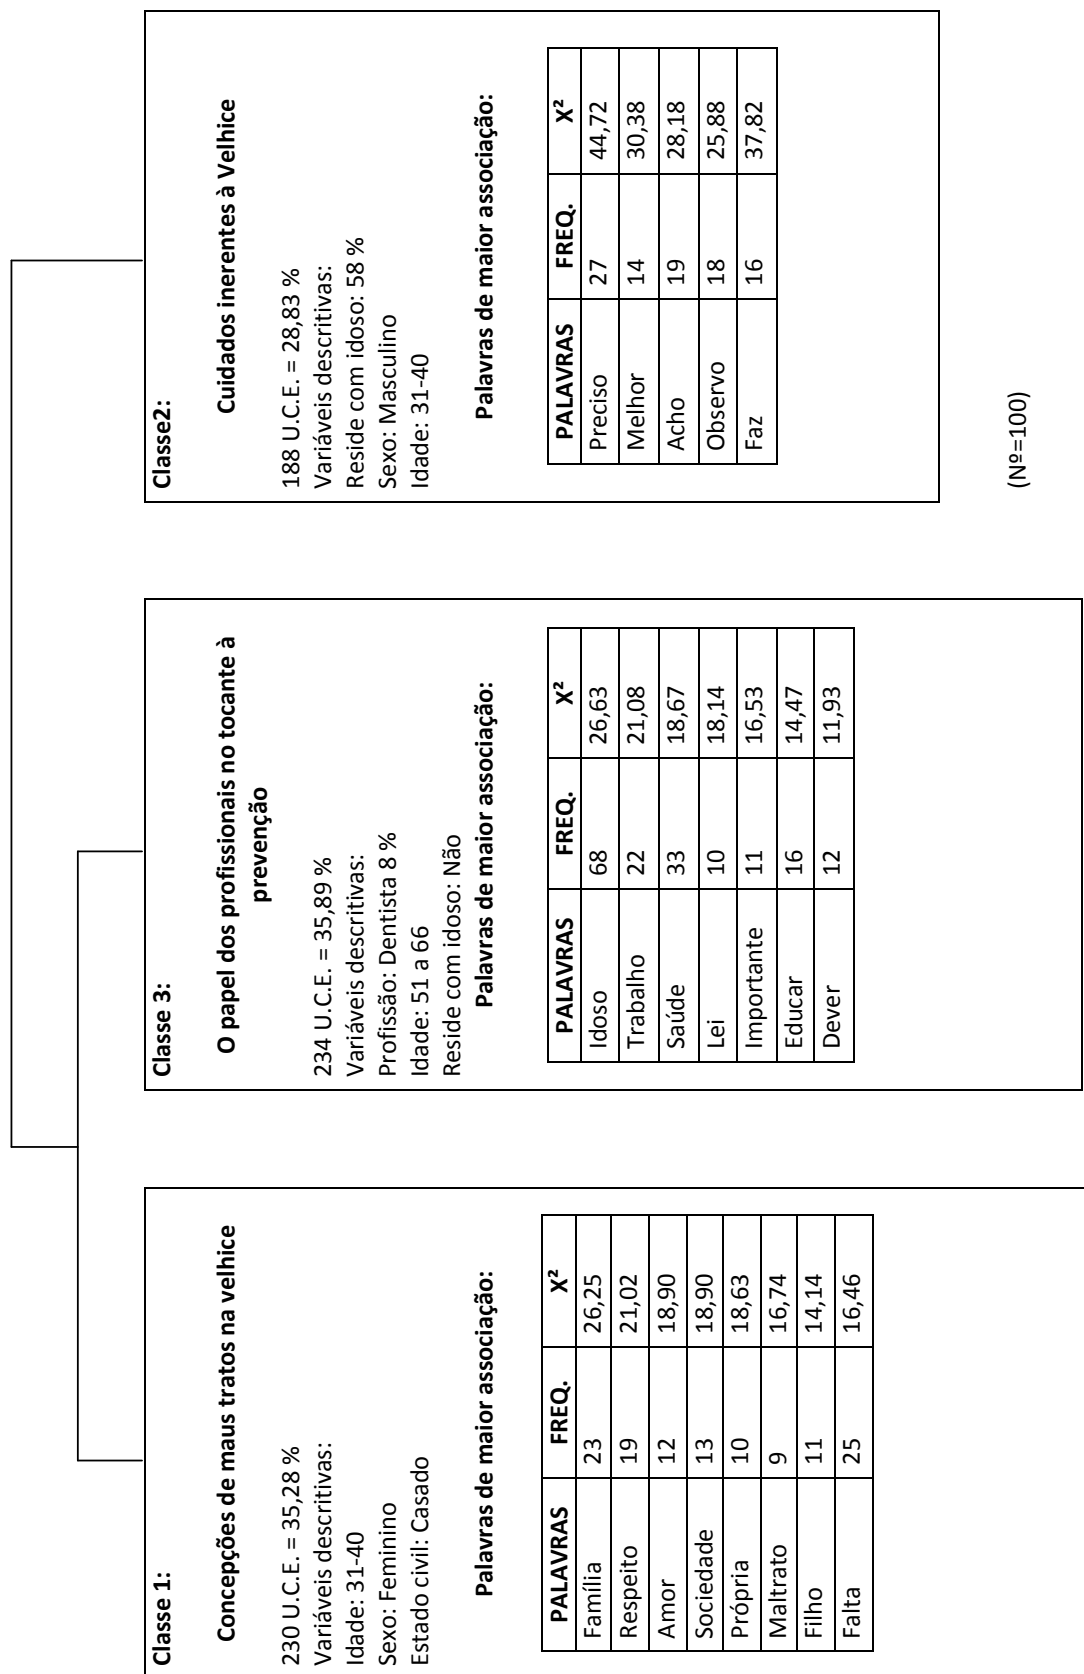 Classe 1:
Concepções de maus tratos na velhice
230 U.C.E. = 35,28 %
Variáveis descritivas:
Idade: 31-40
Sexo: Feminino
Estado civil: Casado
Palavras de maior associação:
PALAVRAS FREQ. X²
Família 23 26,25
Respeito 19 21,02
Amor 12 18,90
Sociedade 13 18,90
Própria 10 18,63
Maltrato 9 16,74
Filho 11 14,14
Falta 25 16,46
Classe 3:
O papel dos profissionais no tocante à
prevenção
234 U.C.E. = 35,89 %
Variáveis descritivas:
Profissão: Dentista 8 %
Idade: 51 a 66
Reside com idoso: Não
Palavras de maior associação:
PALAVRAS FREQ. X²
Idoso 68 26,63
Trabalho 22 21,08
Saúde 33 18,67
Lei 10 18,14
Importante 11 16,53
Educar 16 14,47
Dever 12 11,93
Classe2:
Cuidados inerentes à Velhice
188 U.C.E. = 28,83 %
Variáveis descritivas:
Reside com idoso: 58 %
Sexo: Masculino
Idade: 31-40
Palavras de maior associação:
PALAVRAS FREQ. X²
Preciso 27 44,72
Melhor 14 30,38
Acho 19 28,18
Observo 18 25,88
Faz 16 37,82
(Nº=100)